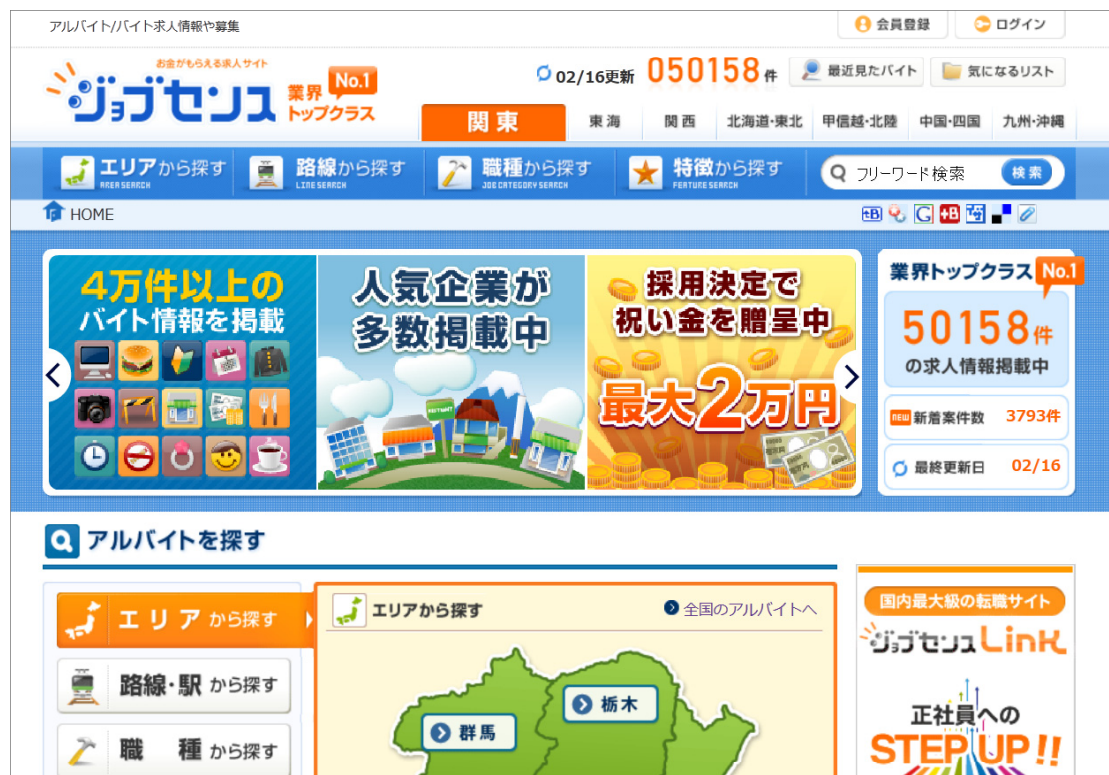 アルバイト/バイト求人情報や募集
会員登録
ログイン
お金がもらえる求人サイト
ジョブセンス
業界 No.1
トップクラス
02/16更新 050158件
最近見たバイト
気になるリスト
関東
東海
関西
北海道・東北
甲信越・北陸
中国・四国
九州・沖縄
エリアから探す
AREA SEARCH
路線から探す
LINE SEARCH
職種から探す
JOB CATEGORY SEARCH
特徴から探す
FEATURE SEARCH
フリーワード検索
検索
HOME
4万件以上の
バイト情報を掲載
人気企業が
多数掲載中
採用決定で
祝い金を贈呈中
最大2万円
業界トップクラス No.1
50158件
の求人情報掲載中
NEW 新着案件数 3793件
最終更新日 02/16
アルバイトを探す
エリアから探す
路線・駅から探す
職種から探す
エリアから探す
全国のアルバイトへ
栃木
群馬
国内最大級の転職サイト
ジョブセンスLink
正社員への
STEP UP!!